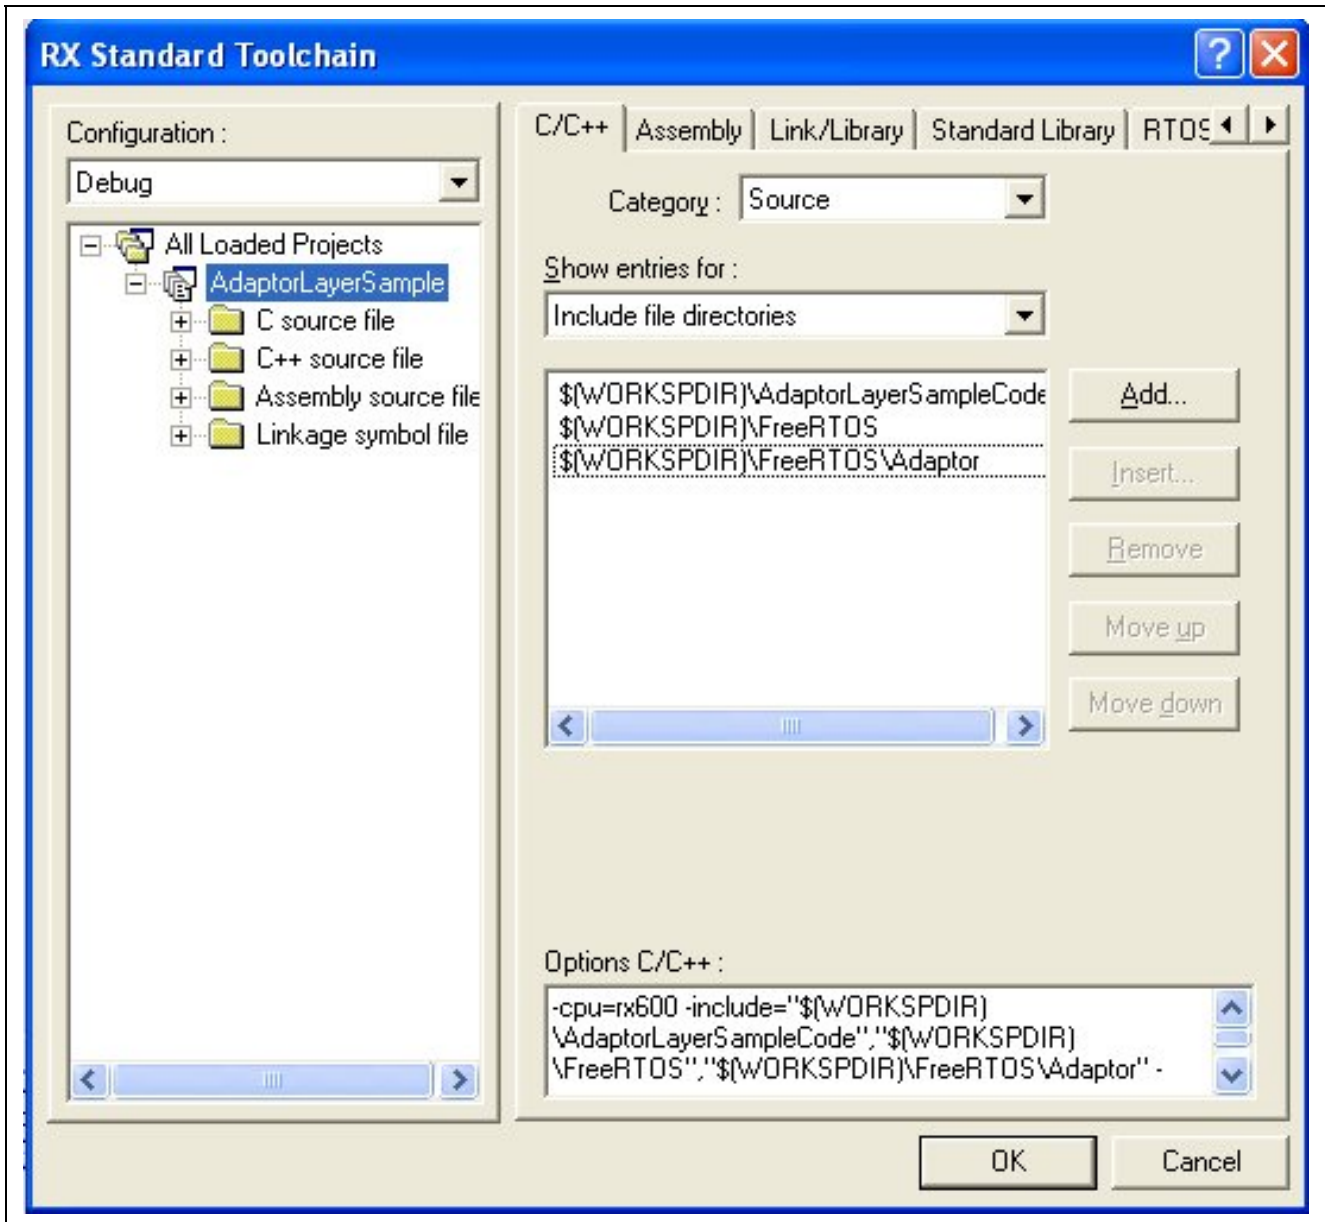 RX Standard Toolchain
Configuration :
Debug
All Loaded Projects
AdaptorLayerSample
C source file
C++ source file
Assembly source file
Linkage symbol file
C/C++
Assembly
Link/Library
Standard Library
RTOS
Category :
Source
Show entries for :
Include file directories
$(WORKSPDIR)\AdaptorLayerSampleCode
$(WORKSPDIR)\FreeRTOS
$(WORKSPDIR)\FreeRTOS\Adaptor
Add...
Insert...
Remove
Move up
Move down
Options C/C++ :
-cpu=rx600 -include="$(WORKSPDIR)
\AdaptorLayerSampleCode","$(WORKSPDIR)
\FreeRTOS","$(WORKSPDIR)\FreeRTOS\Adaptor" -
OK
Cancel